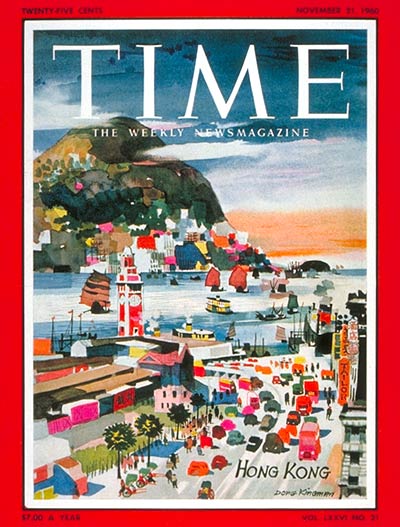 TWENTY-FIVE CENTS
NOVEMBER 21, 1960
TIME
THE WEEKLY NEWSMAGAZINE
HONG KONG
Dong Kingman
$7.00 A YEAR
VOL. LXXVI NO. 21